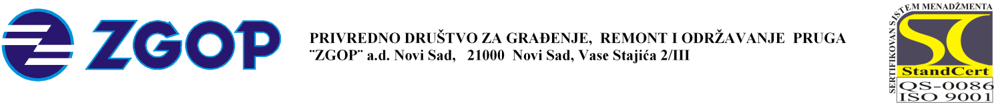 ZGOP
PRIVREDNO DRUŠTVO ZA GRAĐENJE, REMONT I ODRŽAVANJE PRUGA
¨ZGOP¨ a.d. Novi Sad, 21000 Novi Sad, Vase Stajića 2/III
SERTIFIKOVAN SISTEM MENADŽMENTA
SC
StandCert
QS-0086
ISO 9001